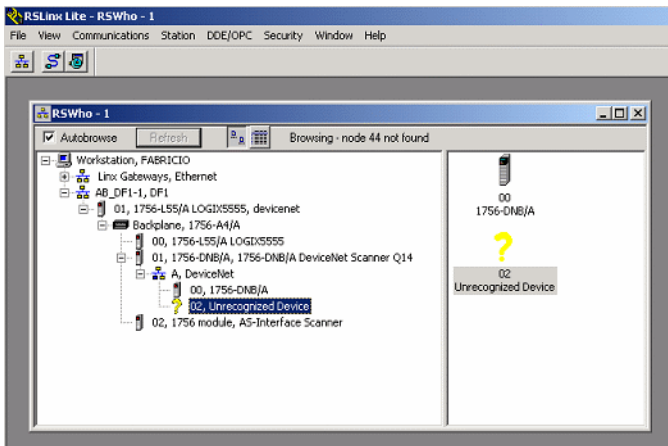 RSLinx Lite - RSWho - 1
File View Communications Station DDE/OPC Security Window Help
RSWho - 1
Autobrowse Refresh Browsing - node 44 not found
Workstation, FABRICIO
Linx Gateways, Ethernet
AB_DF1-1, DF1
01, 1756-L55/A LOGIX5555, devicenet
Backplane, 1756-A4/A
00, 1756-L55/A LOGIX5555
01, 1756-DNB/A, 1756-DNB/A DeviceNet Scanner Q14
A, DeviceNet
00, 1756-DNB/A
02, Unrecognized Device
02, 1756 module, AS-Interface Scanner
00
1756-DNB/A
02
Unrecognized Device